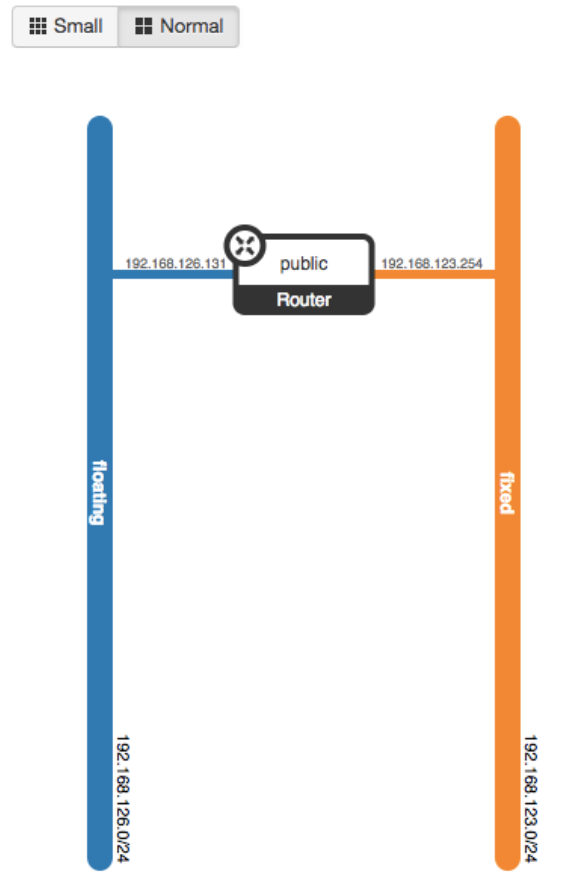 Small
Normal
192.168.126.131
public
192.168.123.254
Router
floating
fixed
192.168.126.0/24
192.168.123.0/24